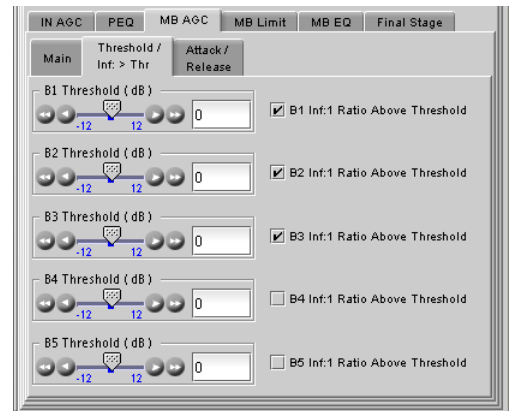 IN AGC PEQ MB AGC MB Limit MB EQ Final Stage
Main Threshold / Inf: > Thr Attack / Release
B1 Threshold ( dB )
-12 12 0 B1 Inf:1 Ratio Above Threshold
B2 Threshold ( dB )
-12 12 0 B2 Inf:1 Ratio Above Threshold
B3 Threshold ( dB )
-12 12 0 B3 Inf:1 Ratio Above Threshold
B4 Threshold ( dB )
-12 12 0 B4 Inf:1 Ratio Above Threshold
B5 Threshold ( dB )
-12 12 0 B5 Inf:1 Ratio Above Threshold